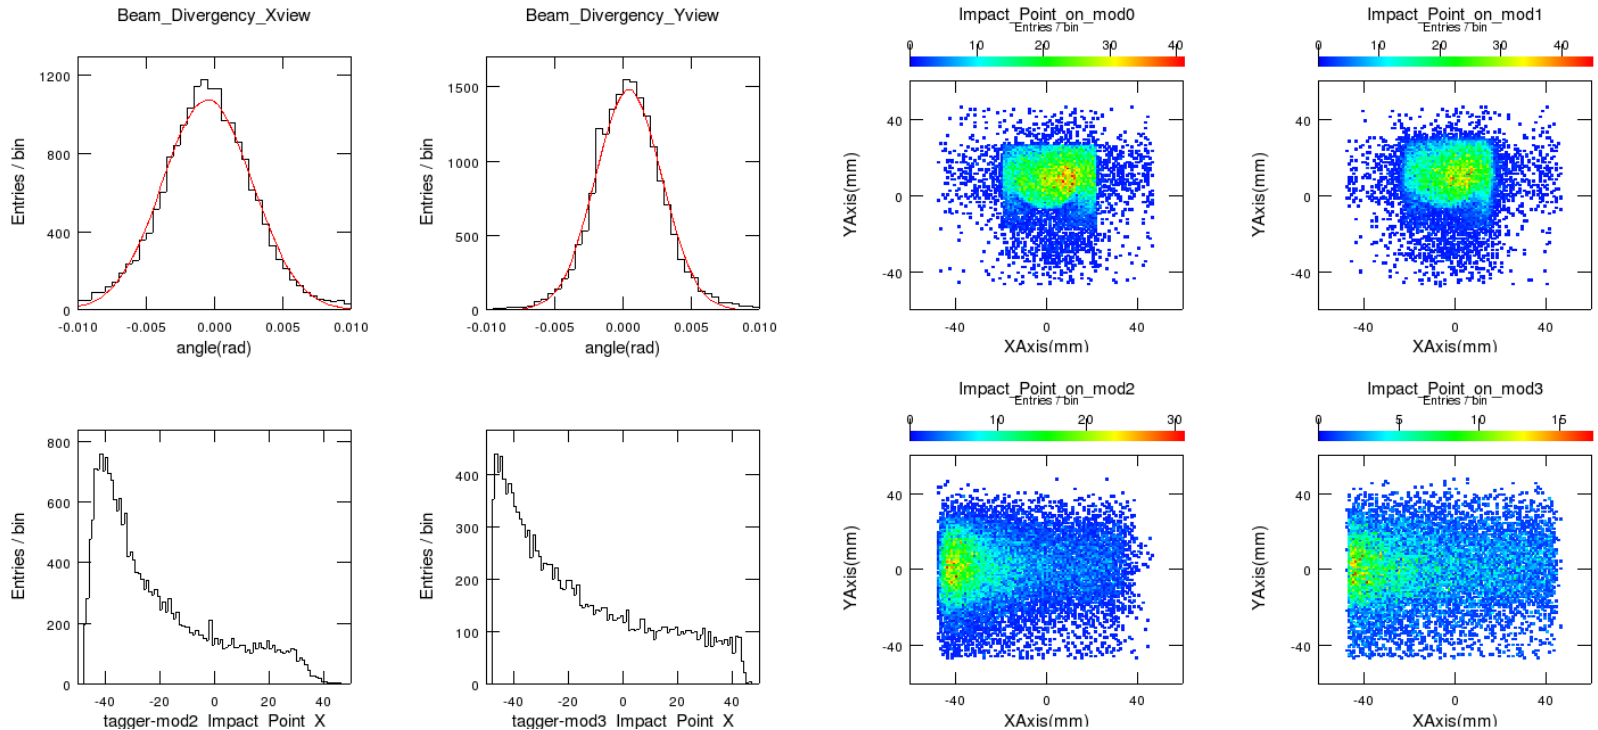 Beam_Divergency_Xview
Entries / bin
1200
800
400
0
-0.010 -0.005 0.000 0.005 0.010
angle(rad)
Beam_Divergency_Yview
Entries / bin
1500
1000
500
0
-0.010 -0.005 0.000 0.005 0.010
angle(rad)
Impact_Point_on_mod0
Entries / bin
0 10 20 30 40
YAxis(mm)
40
0
-40
-40 0 40
XAxis(mm)
Impact_Point_on_mod1
Entries / bin
0 10 20 30 40
YAxis(mm)
40
0
-40
-40 0 40
XAxis(mm)
Entries / bin
800
600
400
200
0
-40 -20 0 20 40
tagger-mod2 Impact Point X
Entries / bin
400
300
200
100
0
-40 -20 0 20 40
tagger-mod3 Impact Point X
Impact_Point_on_mod2
Entries / bin
0 10 20 30
YAxis(mm)
40
0
-40
-40 0 40
XAxis(mm)
Impact_Point_on_mod3
Entries / bin
0 5 10 15
YAxis(mm)
40
0
-40
-40 0 40
XAxis(mm)